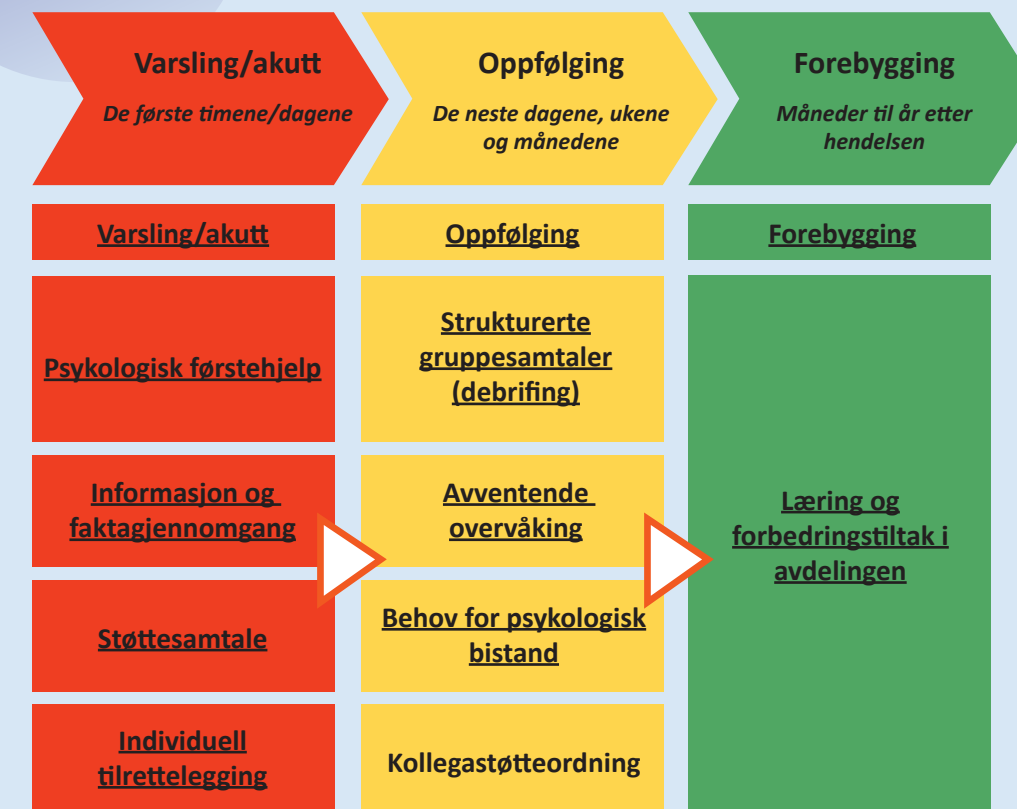 Varsling/akutt
De første timene/dagene
Oppfølging
De neste dagene, ukene
og månedene
Forebygging
Måneder til år etter
hendelsen
Varsling/akutt
Psykologisk førstehjelp
Informasjon og
faktagjennomgang
Støttesamtale
Individuell
tilrettelegging
Oppfølging
Strukturerte
gruppesamtaler
(debrifing)
Avventende
overvåking
Behov for psykologisk
bistand
Kollegastøtteordning
Forebygging
Læring og
forbedringstiltak i
avdelingen